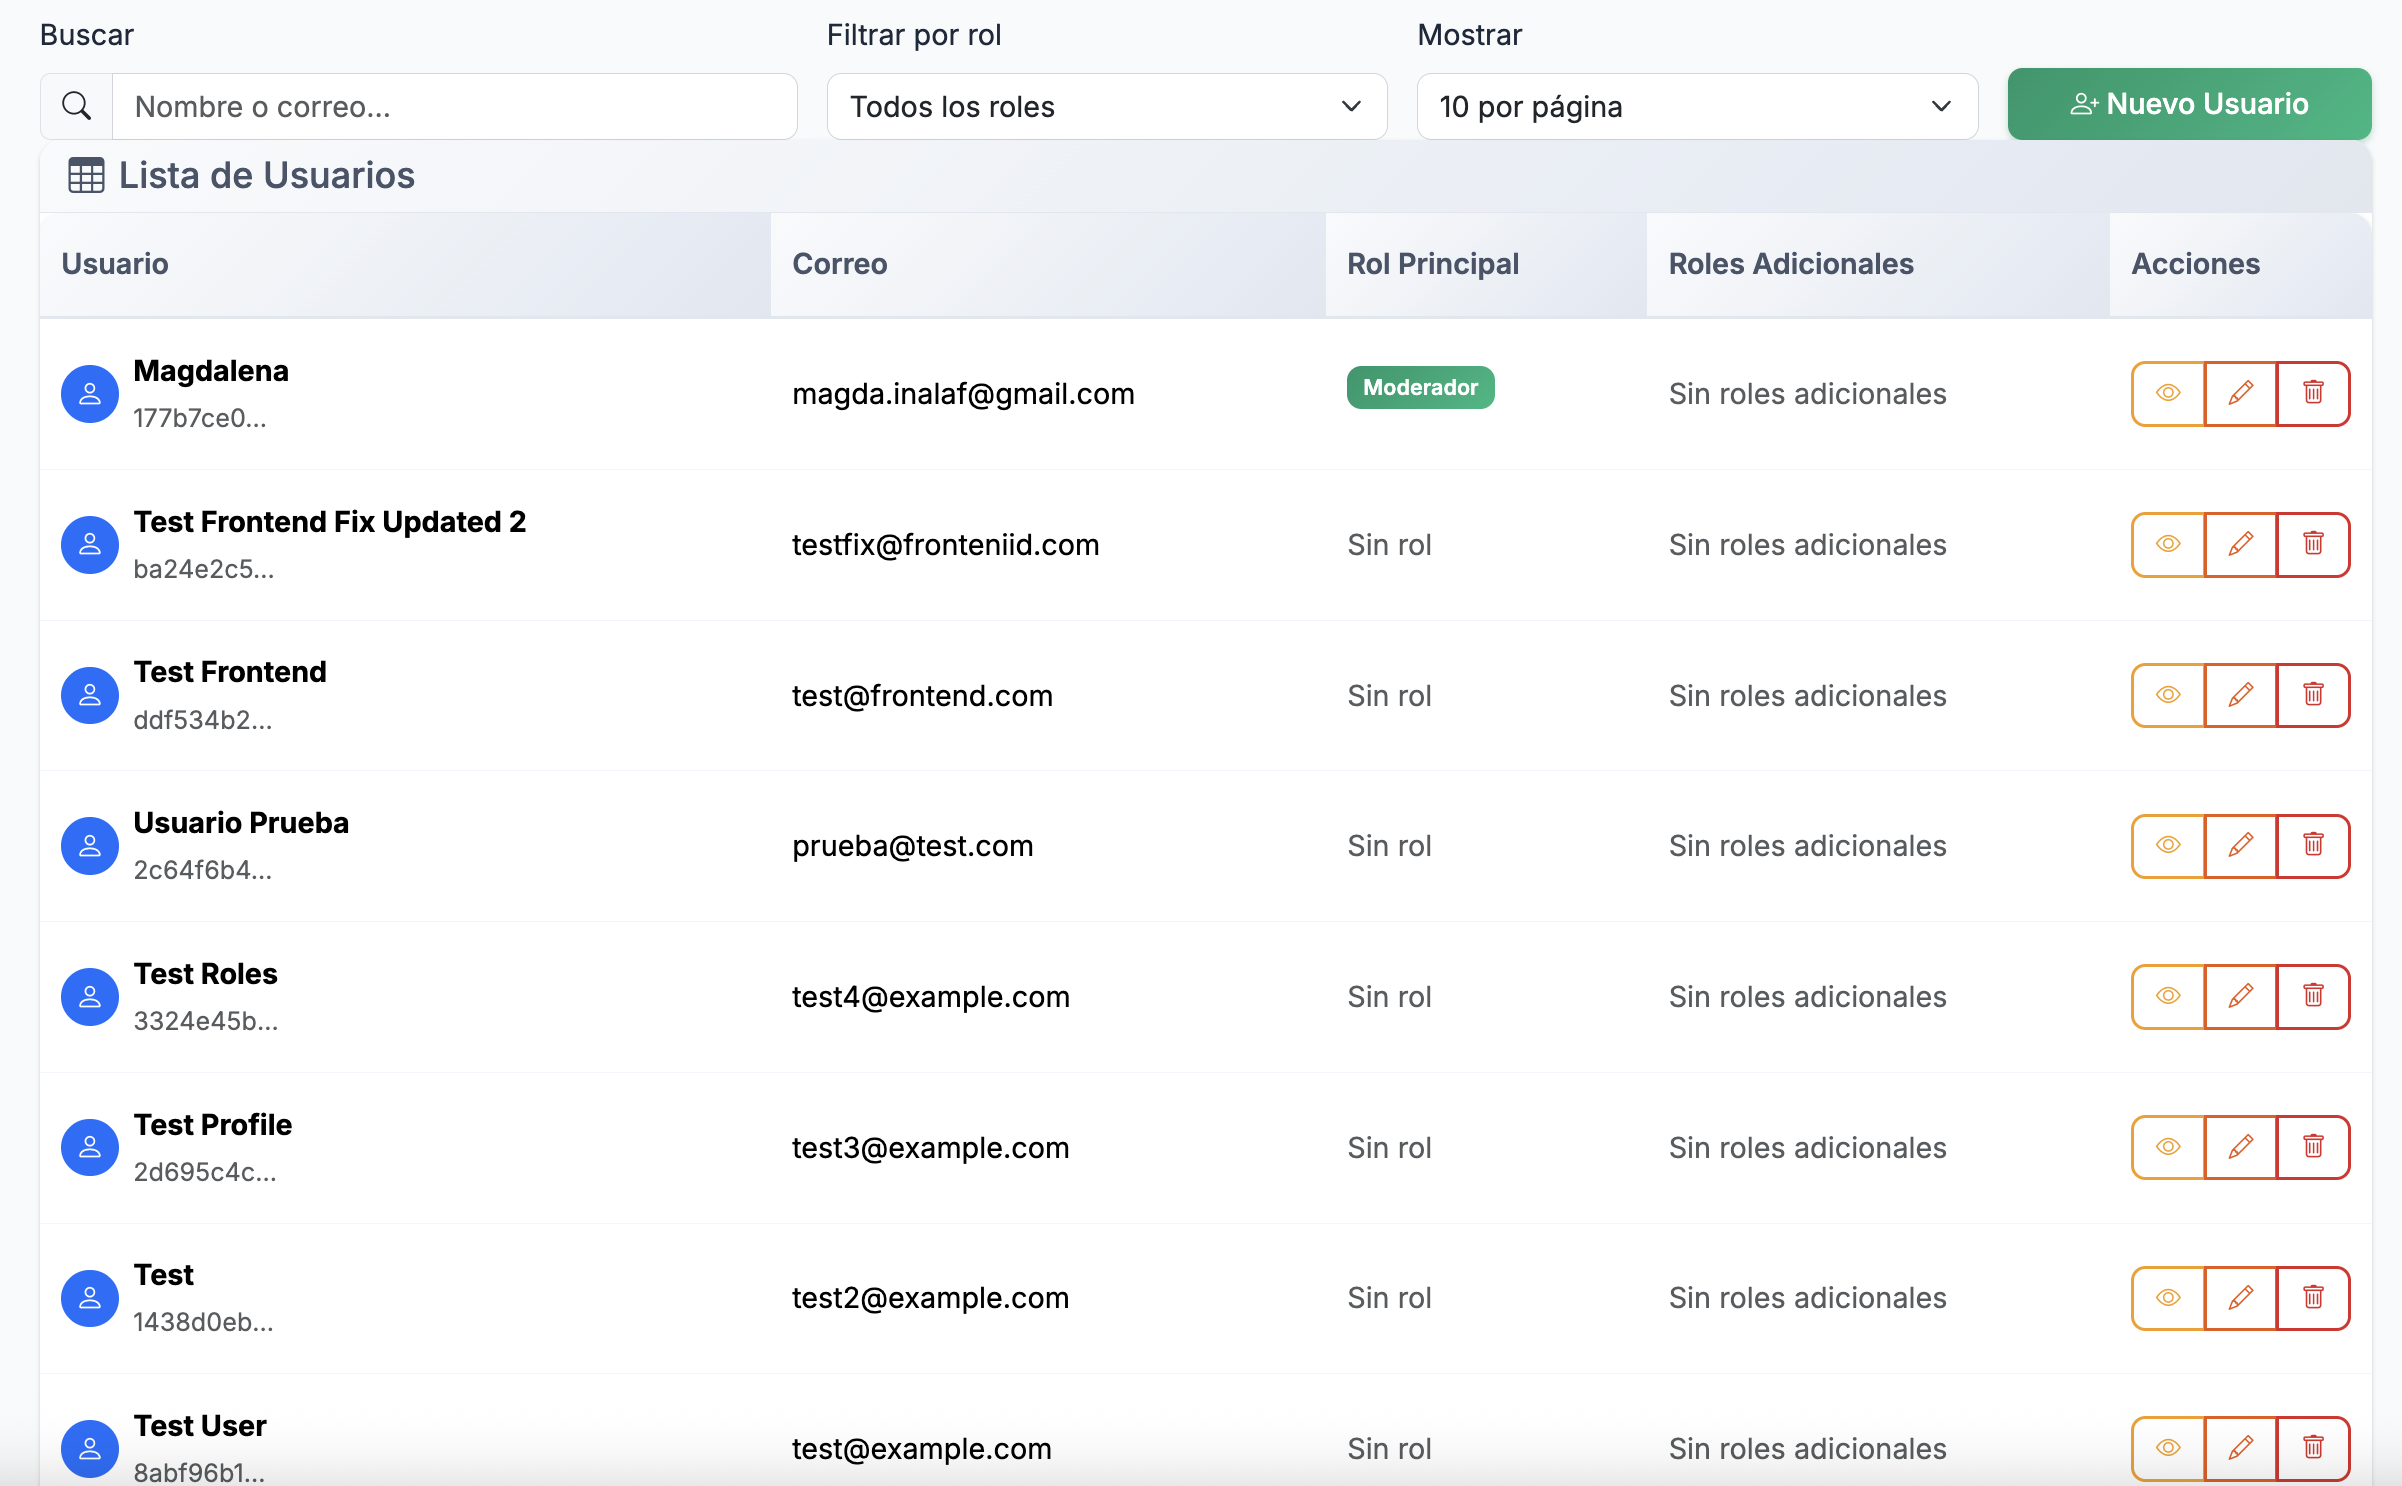 Buscar
Filtrar por rol
Mostrar
Nombre o correo...
Todos los roles
10 por página
Nuevo Usuario
Lista de Usuarios
Usuario
Correo
Rol Principal
Roles Adicionales
Acciones
Magdalena
177b7ce0...
magda.inalaf@gmail.com
Moderador
Sin roles adicionales
Test Frontend Fix Updated 2
ba24e2c5...
testfix@fronteniid.com
Sin rol
Sin roles adicionales
Test Frontend
ddf534b2...
test@frontend.com
Sin rol
Sin roles adicionales
Usuario Prueba
2c64f6b4...
prueba@test.com
Sin rol
Sin roles adicionales
Test Roles
3324e45b...
test4@example.com
Sin rol
Sin roles adicionales
Test Profile
2d695c4c...
test3@example.com
Sin rol
Sin roles adicionales
Test
1438d0eb...
test2@example.com
Sin rol
Sin roles adicionales
Test User
8abf96b1...
test@example.com
Sin rol
Sin roles adicionales